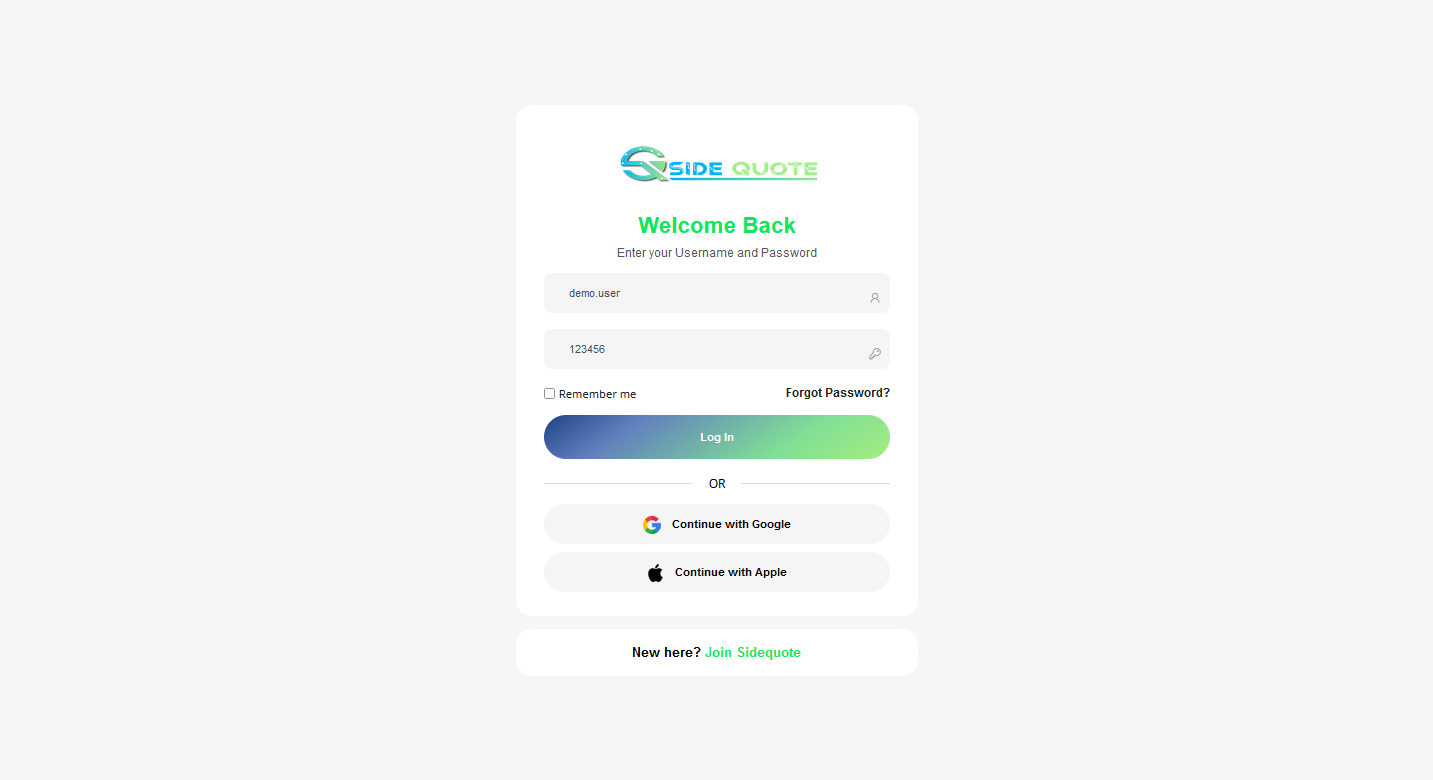 SIDE QUOTE
Welcome Back
Enter your Username and Password
demo.user
123456
Remember me
Forgot Password?
Log In
OR
Continue with Google
Continue with Apple
New here? Join Sidequote